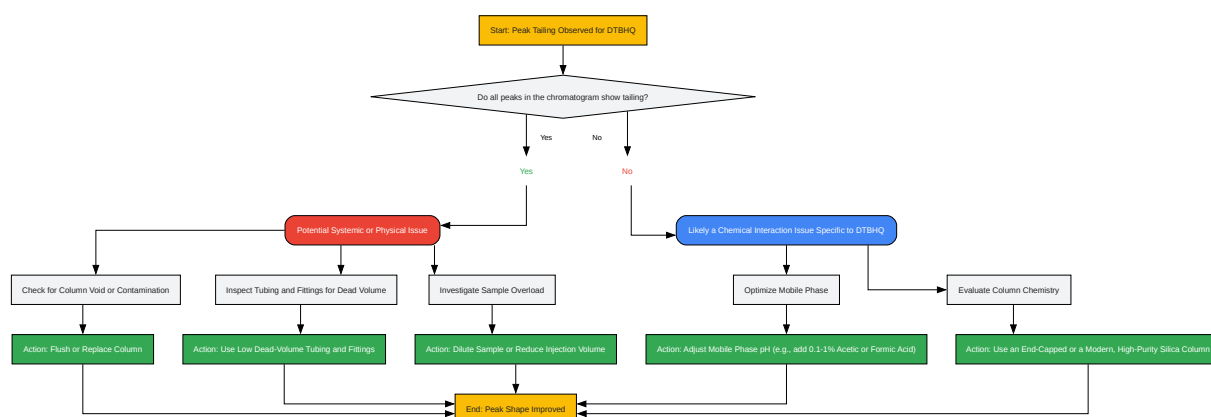 Start: Peak Tailing Observed for DTBHQ
Do all peaks in the chromatogram show tailing?
Yes
No
Yes
No
Potential Systemic or Physical Issue
Likely a Chemical Interaction Issue Specific to DTBHQ
Check for Column Void or Contamination
Inspect Tubing and Fittings for Dead Volume
Investigate Sample Overload
Optimize Mobile Phase
Evaluate Column Chemistry
Action: Flush or Replace Column
Action: Use Low Dead-Volume Tubing and Fittings
Action: Dilute Sample or Reduce Injection Volume
Action: Adjust Mobile Phase pH (e.g., add 0.1-1% Acetic or Formic Acid)
Action: Use an End-Capped or a Modern, High-Purity Silica Column
End: Peak Shape Improved